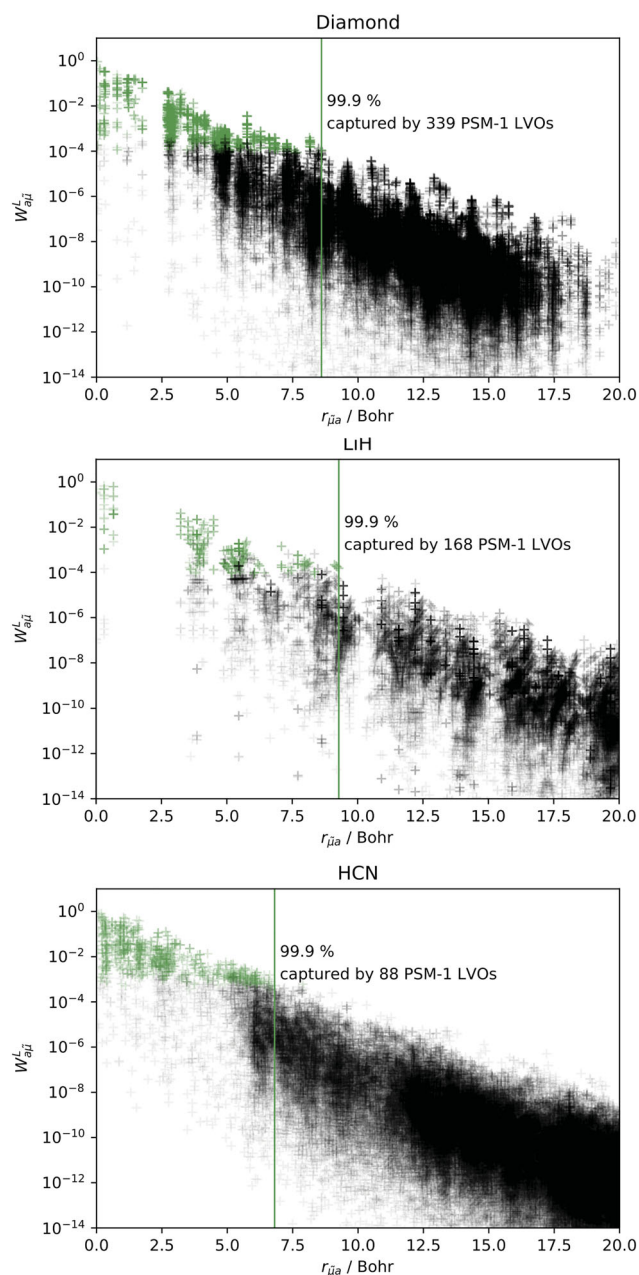 Diamond
10⁰
10⁻²
10⁻⁴
10⁻⁶
10⁻⁸
10⁻¹⁰
10⁻¹²
10⁻¹⁴
W^L_{aμ̃}
99.9 %
captured by 339 PSM-1 LVOs
0.0 2.5 5.0 7.5 10.0 12.5 15.0 17.5 20.0
r_{μ̃a} / Bohr
LiH
10⁰
10⁻²
10⁻⁴
10⁻⁶
10⁻⁸
10⁻¹⁰
10⁻¹²
10⁻¹⁴
W^L_{aμ̃}
99.9 %
captured by 168 PSM-1 LVOs
0.0 2.5 5.0 7.5 10.0 12.5 15.0 17.5 20.0
r_{μ̃a} / Bohr
HCN
10⁰
10⁻²
10⁻⁴
10⁻⁶
10⁻⁸
10⁻¹⁰
10⁻¹²
10⁻¹⁴
W^L_{aμ̃}
99.9 %
captured by 88 PSM-1 LVOs
0.0 2.5 5.0 7.5 10.0 12.5 15.0 17.5 20.0
r_{μ̃a} / Bohr